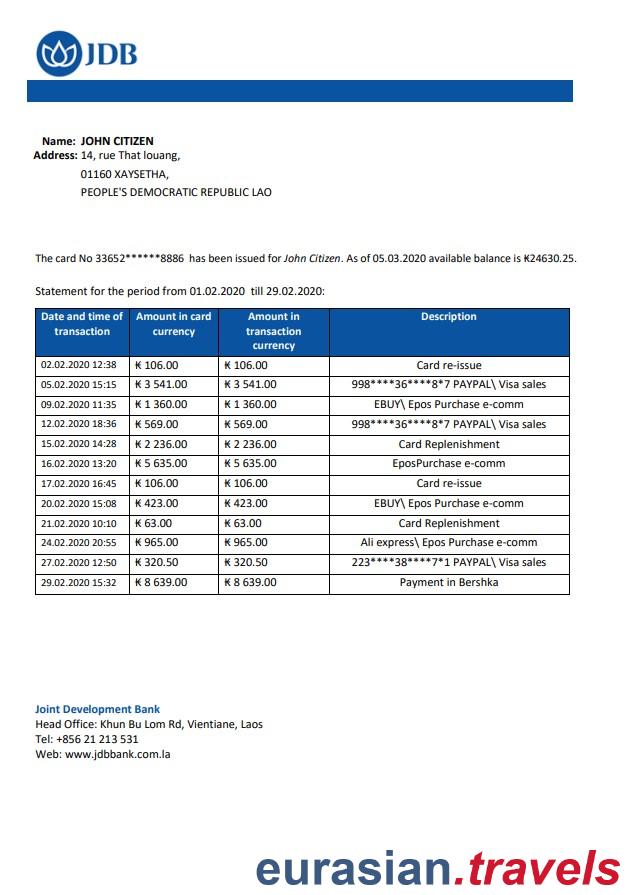 JDB
Name: JOHN CITIZEN
Address: 14, rue That louang,
01160 XAYSETHA,
PEOPLE'S DEMOCRATIC REPUBLIC LAO
The card No 33652******8886 has been issued for John Citizen. As of 05.03.2020 available balance is ₭24630.25.
Statement for the period from 01.02.2020 till 29.02.2020:
Date and time of transaction Amount in card currency Amount in transaction currency Description
02.02.2020 12:38 ₭ 106.00 ₭ 106.00 Card re-issue
05.02.2020 15:15 ₭ 3 541.00 ₭ 3 541.00 998****36****8*7 PAYPAL\ Visa sales
09.02.2020 11:35 ₭ 1 360.00 ₭ 1 360.00 EBUY\ Epos Purchase e-comm
12.02.2020 18:36 ₭ 569.00 ₭ 569.00 998****36****8*7 PAYPAL\ Visa sales
15.02.2020 14:28 ₭ 2 236.00 ₭ 2 236.00 Card Replenishment
16.02.2020 13:20 ₭ 5 635.00 ₭ 5 635.00 EposPurchase e-comm
17.02.2020 16:45 ₭ 106.00 ₭ 106.00 Card re-issue
20.02.2020 15:08 ₭ 423.00 ₭ 423.00 EBUY\ Epos Purchase e-comm
21.02.2020 10:10 ₭ 63.00 ₭ 63.00 Card Replenishment
24.02.2020 20:55 ₭ 965.00 ₭ 965.00 Ali express\ Epos Purchase e-comm
27.02.2020 12:50 ₭ 320.50 ₭ 320.50 223****38****7*1 PAYPAL\ Visa sales
29.02.2020 15:32 ₭ 8 639.00 ₭ 8 639.00 Payment in Bershka
Joint Development Bank
Head Office: Khun Bu Lom Rd, Vientiane, Laos
Tel: +856 21 213 531
Web: www.jdbbank.com.la
eurasian.travels